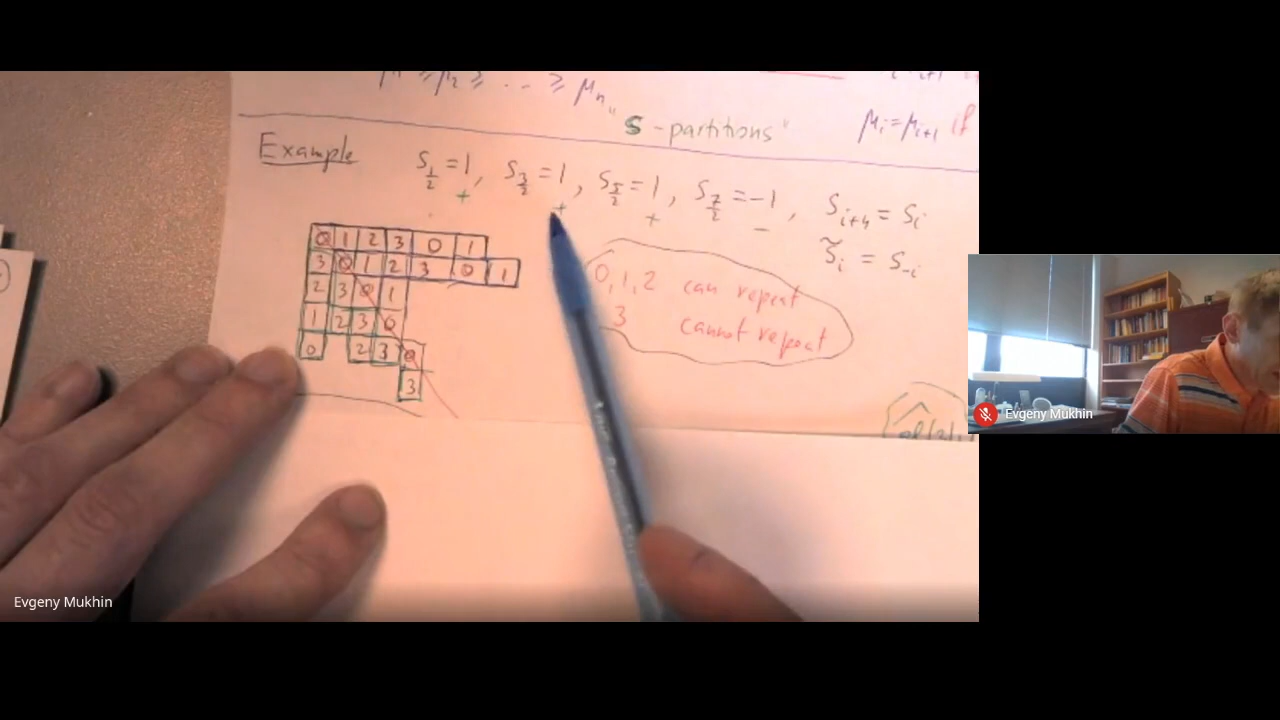 μ₁ ≥ μ₂ ≥ ... ≥ μₙ
"S-partitions"
μᵢ = μᵢ₊₁ if
Example
S_{1/2} = 1, S_{3/2} = 1, S_{5/2} = 1, S_{7/2} = -1, S_{i+4} = S_i
+ + + -
S̃_i = S_{-i}
0 1 2 3 0 1
3 0 1 2 3 0 1
2 3 0 1
1 2 3 0
0 2 3 0
3
0,1,2 can repeat
3 cannot repeat
Evgeny Mukhin
Evgeny Mukhin